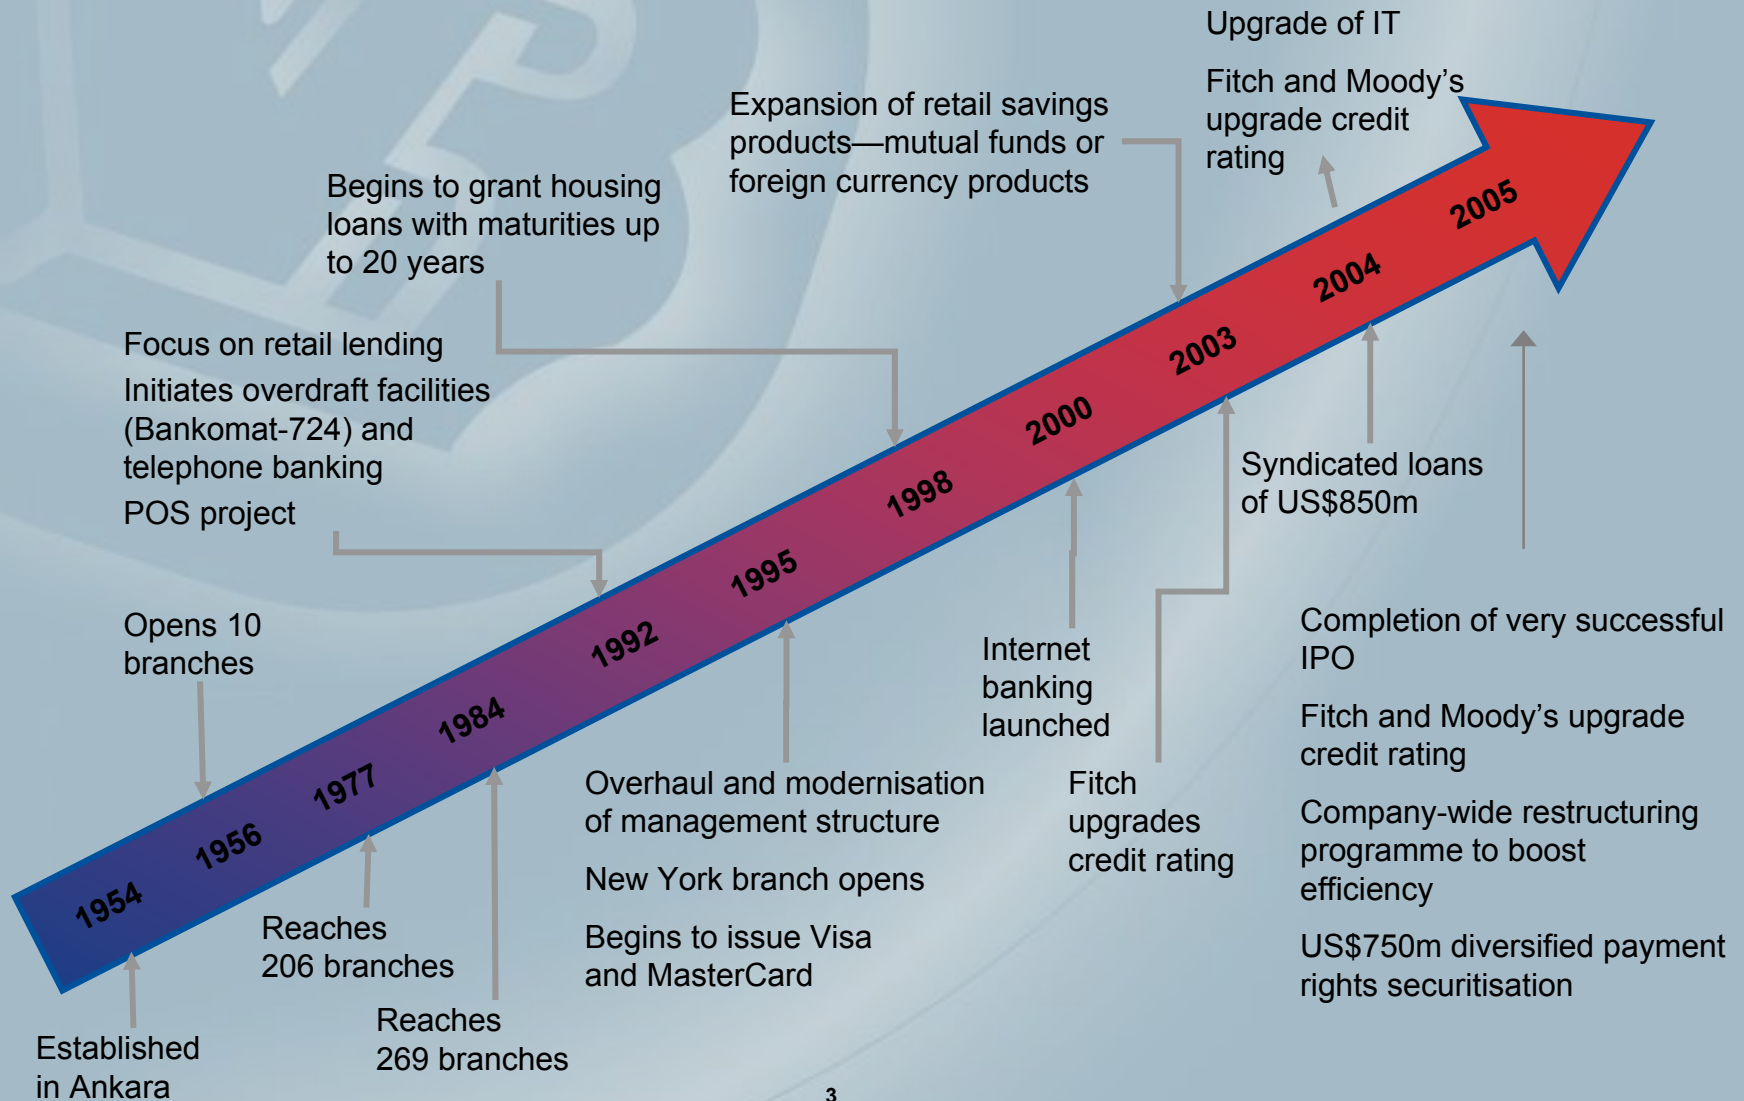 Upgrade of IT
Fitch and Moody's
upgrade credit
rating
Expansion of retail savings
products—mutual funds or
foreign currency products
Begins to grant housing
loans with maturities up
to 20 years
Focus on retail lending
Initiates overdraft facilities
(Bankomat-724) and
telephone banking
POS project
Opens 10
branches
1954
1956
1977
1984
1992
1995
1998
2000
2003
2004
2005
Established
in Ankara
Reaches
206 branches
Reaches
269 branches
Overhaul and modernisation
of management structure
New York branch opens
Begins to issue Visa
and MasterCard
Internet
banking
launched
Fitch
upgrades
credit rating
Syndicated loans
of US$850m
Completion of very successful
IPO
Fitch and Moody's upgrade
credit rating
Company-wide restructuring
programme to boost
efficiency
US$750m diversified payment
rights securitisation
3